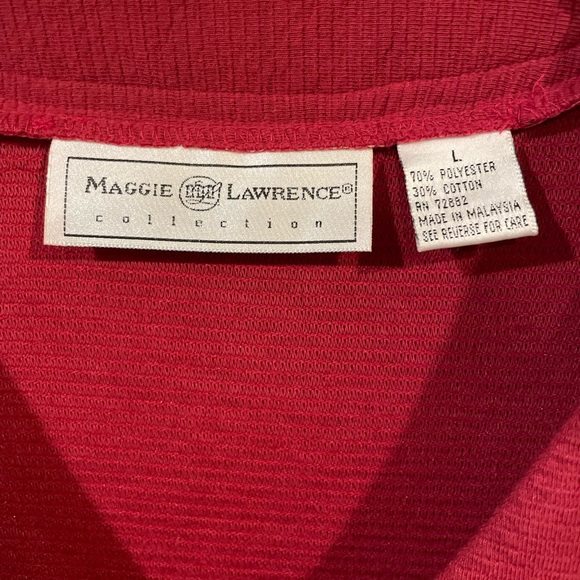 MAGGIE LAWRENCE®
collection
L
70% POLYESTER
30% COTTON
RN 72882
MADE IN MALAYSIA
SEE REVERSE FOR CARE